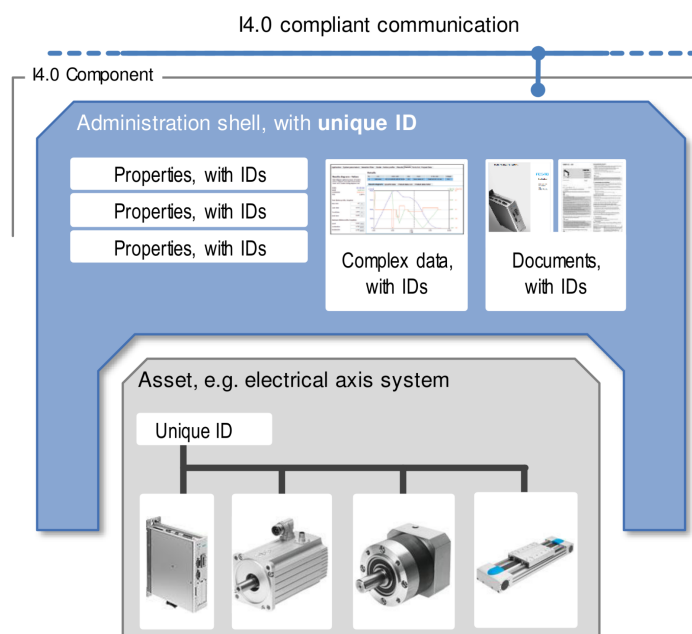 I4.0 compliant communication
I4.0 Component
Administration shell, with unique ID
Properties, with IDs
Properties, with IDs
Properties, with IDs
Complex data,
with IDs
Documents,
with IDs
Asset, e.g. electrical axis system
Unique ID